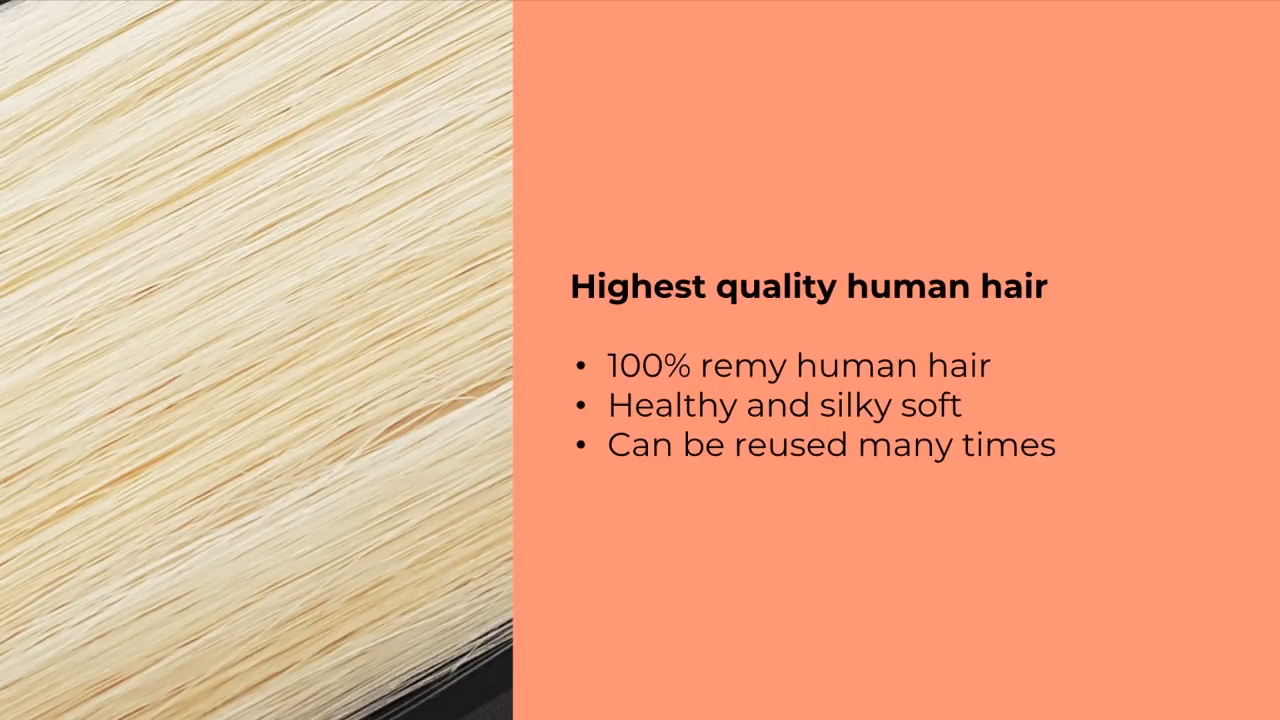 Highest quality human hair
• 100% remy human hair
• Healthy and silky soft
• Can be reused many times